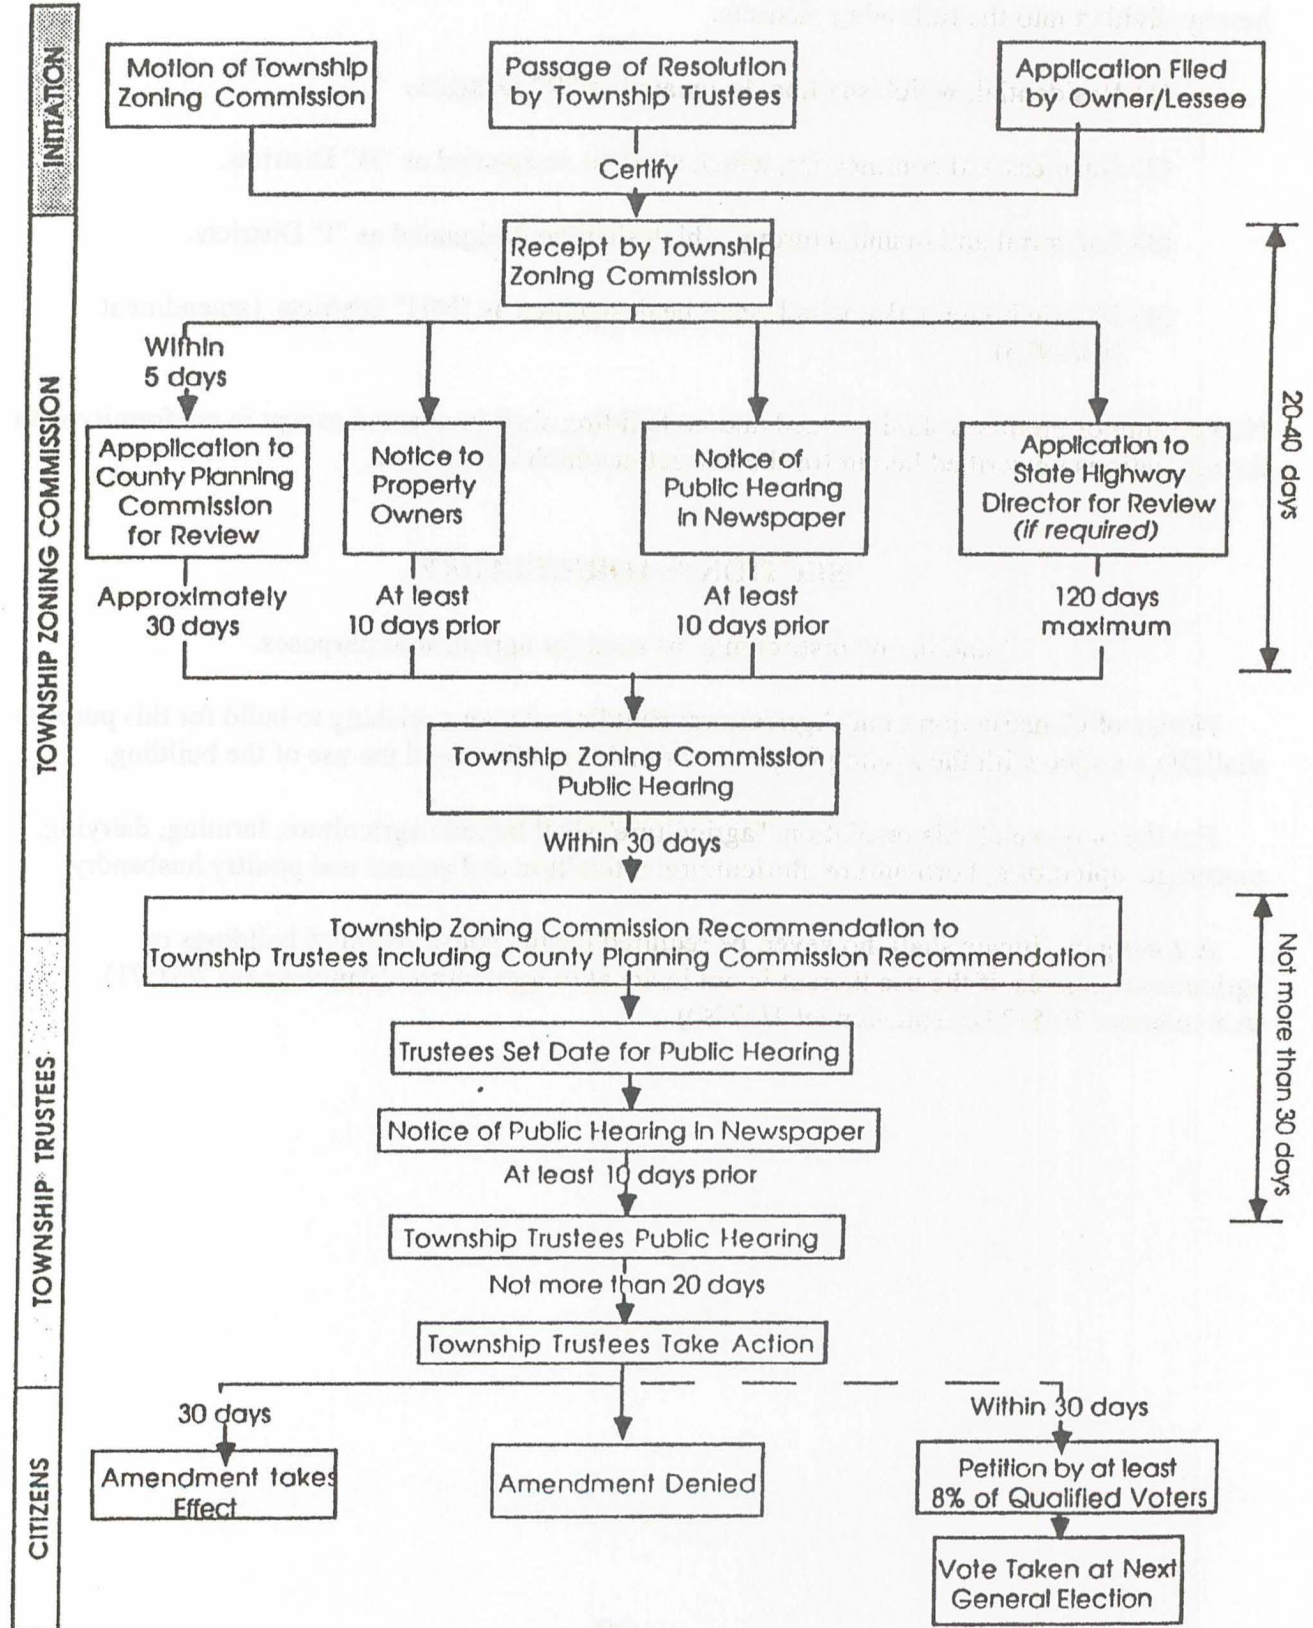 INITATION
Motion of Township
Zoning Commission
Passage of Resolution
by Township Trustees
Application Filed
by Owner/Lessee
Certify
TOWNSHIP ZONING COMMISSION
Receipt by Township
Zoning Commission
20-40 days
Within
5 days
Appplication to
County Planning
Commission
for Review
Notice to
Property
Owners
Notice of
Public Hearing
in Newspaper
Application to
State Highway
Director for Review
(if required)
Approximately
30 days
At least
10 days prior
At least
10 days prior
120 days
maximum
Township Zoning Commission
Public Hearing
Within 30 days
Township Zoning Commission Recommendation to
Township Trustees Including County Planning Commission Recommendation
Not more than 30 days
TOWNSHIP TRUSTEES
Trustees Set Date for Public Hearing
Notice of Public Hearing in Newspaper
At least 10 days prior
Township Trustees Public Hearing
Not more than 20 days
Township Trustees Take Action
CITIZENS
30 days
Within 30 days
Amendment takes
Effect
Amendment Denied
Petition by at least
8% of Qualified Voters
Vote Taken at Next
General Election